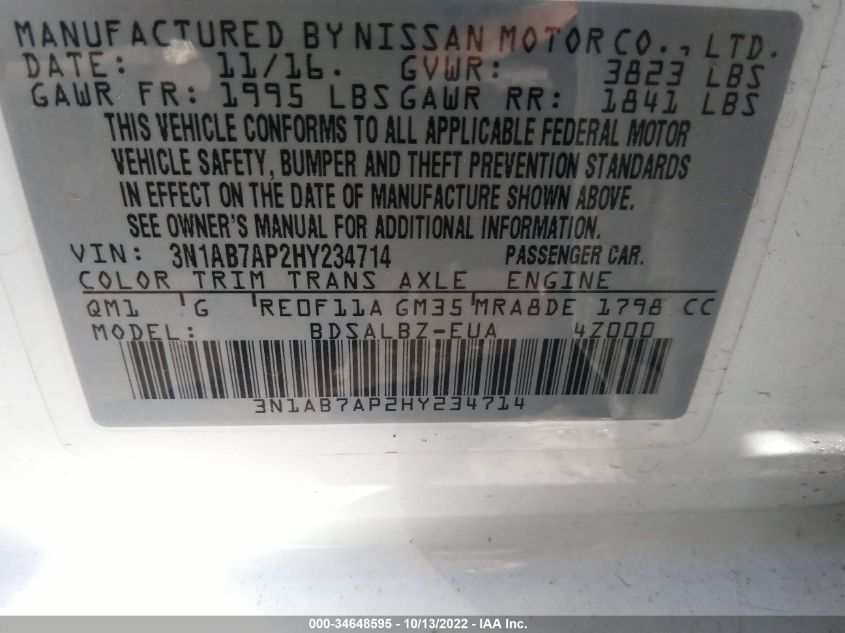 MANUFACTURED BY NISSAN MOTOR CO., LTD.
DATE: 11/16. GVWR: 3823 LBS
GAWR FR: 1995 LBS GAWR RR: 1841 LBS
THIS VEHICLE CONFORMS TO ALL APPLICABLE FEDERAL MOTOR
VEHICLE SAFETY, BUMPER AND THEFT PREVENTION STANDARDS
IN EFFECT ON THE DATE OF MANUFACTURE SHOWN ABOVE.
SEE OWNER'S MANUAL FOR ADDITIONAL INFORMATION.
VIN: 3N1AB7AP2HY234714 PASSENGER CAR.
COLOR TRIM TRANS AXLE ENGINE
QM1 'G 'RE0F11A GM35'MRA8DE 1798 CC
MODEL: BDSALBZ-EUA 4Z000
3N1AB7AP2HY234714
000-34648595 - 10/13/2022 - IAA Inc.